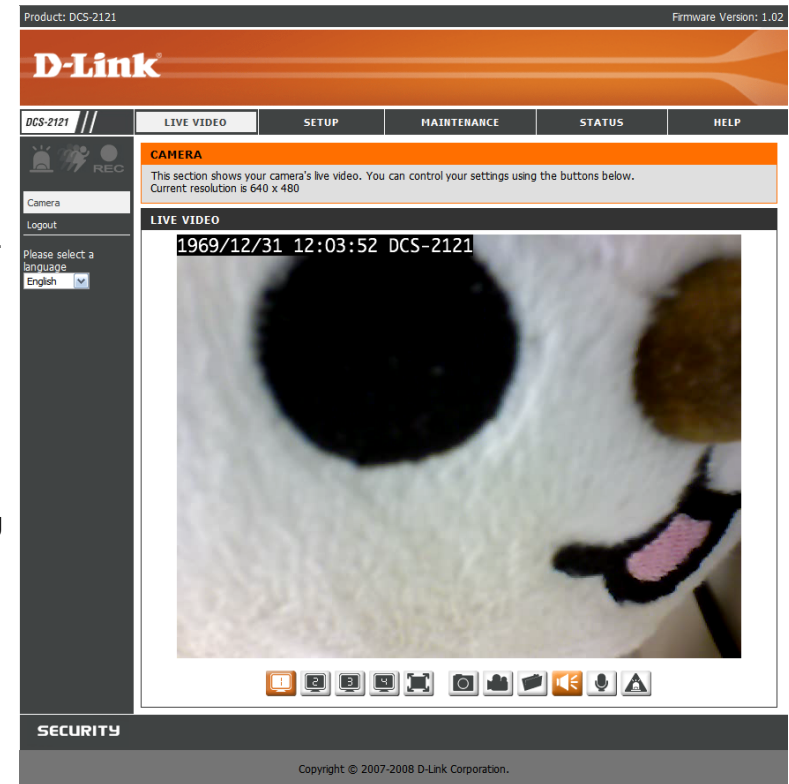 Product: DCS-2121 Firmware Version: 1.02
D-Link
DCS-2121 // LIVE VIDEO SETUP MAINTENANCE STATUS HELP
REC
CAMERA
This section shows your camera's live video. You can control your settings using the buttons below.
Current resolution is 640 x 480
Camera
Logout
LIVE VIDEO
Please select a
language
English
1969/12/31 12:03:52 DCS-2121
1 2 3 4
SECURITY
Copyright © 2007-2008 D-Link Corporation.